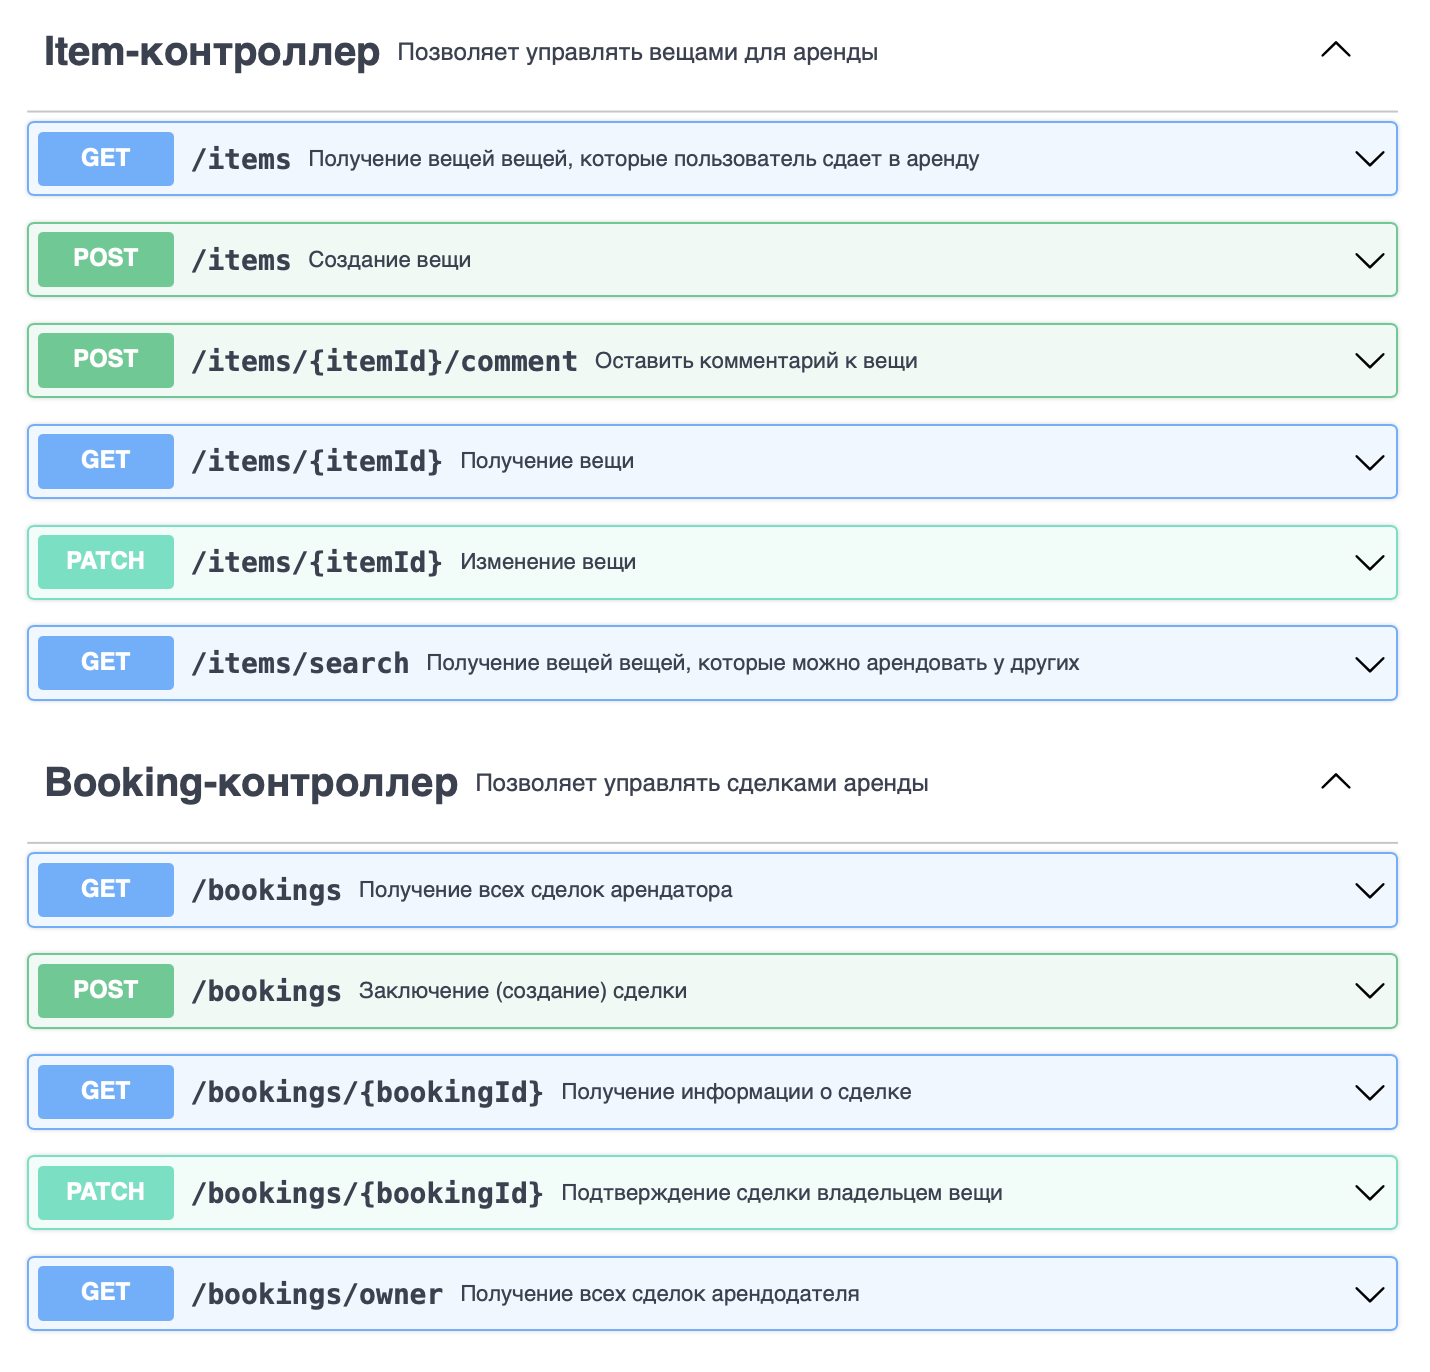 Item-контроллер Позволяет управлять вещами для аренды
GET /items Получение вещей вещей, которые пользователь сдает в аренду
POST /items Создание вещи
POST /items/{itemId}/comment Оставить комментарий к вещи
GET /items/{itemId} Получение вещи
PATCH /items/{itemId} Изменение вещи
GET /items/search Получение вещей вещей, которые можно арендовать у других
Booking-контроллер Позволяет управлять сделками аренды
GET /bookings Получение всех сделок арендатора
POST /bookings Заключение (создание) сделки
GET /bookings/{bookingId} Получение информации о сделке
PATCH /bookings/{bookingId} Подтверждение сделки владельцем вещи
GET /bookings/owner Получение всех сделок арендодателя